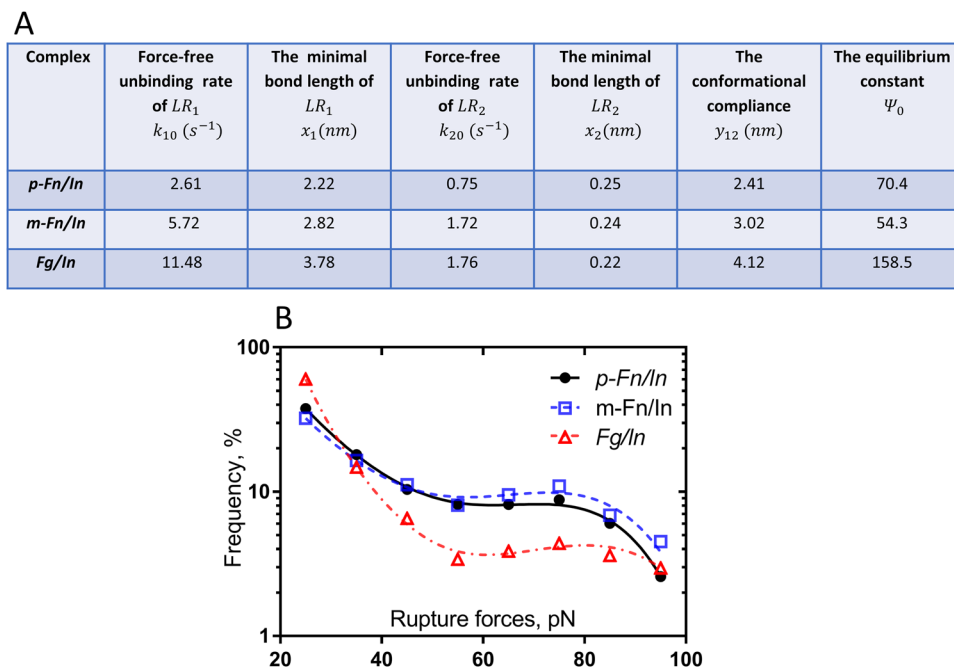 A
Complex
Force-free
unbinding rate
of LR₁
k₁₀ (s⁻¹)
The minimal
bond length of
LR₁
x₁(nm)
Force-free
unbinding rate
of LR₂
k₂₀ (s⁻¹)
The minimal
bond length of
LR₂
x₂(nm)
The
conformational
compliance
y₁₂ (nm)
The equilibrium
constant
Ψ₀
p-Fn/In 2.61 2.22 0.75 0.25 2.41 70.4
m-Fn/In 5.72 2.82 1.72 0.24 3.02 54.3
Fg/In 11.48 3.78 1.76 0.22 4.12 158.5
B
100
10
1
Frequency, %
p-Fn/In
m-Fn/In
Fg/In
Rupture forces, pN
20 40 60 80 100